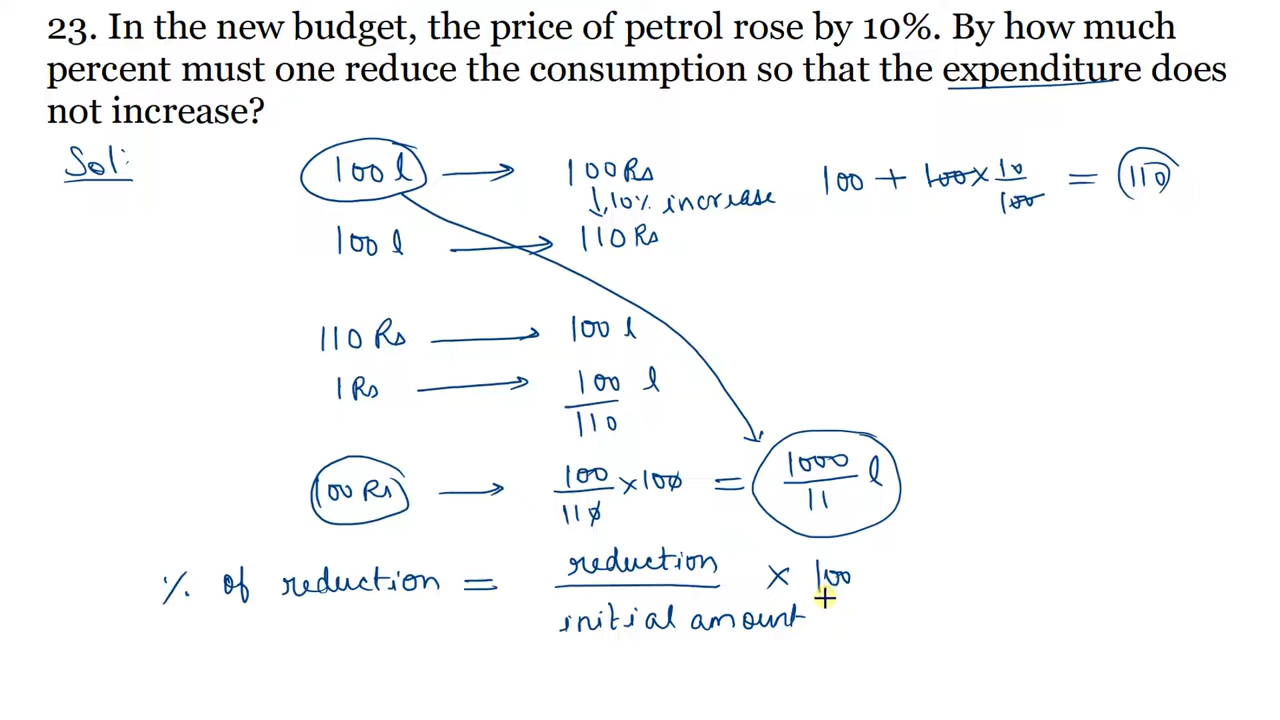 23. In the new budget, the price of petrol rose by 10%. By how much
percent must one reduce the consumption so that the expenditure does
not increase?
Sol:
100 l → 100 Rs 100 + 100 × 10/100 = 110
↓ 10% increase
100 l → 110 Rs
110 Rs → 100 l
1 Rs → 100/110 l
100 Rs → 100/110 × 100 = 1000/11 l
% of reduction = reduction/initial amount × 100